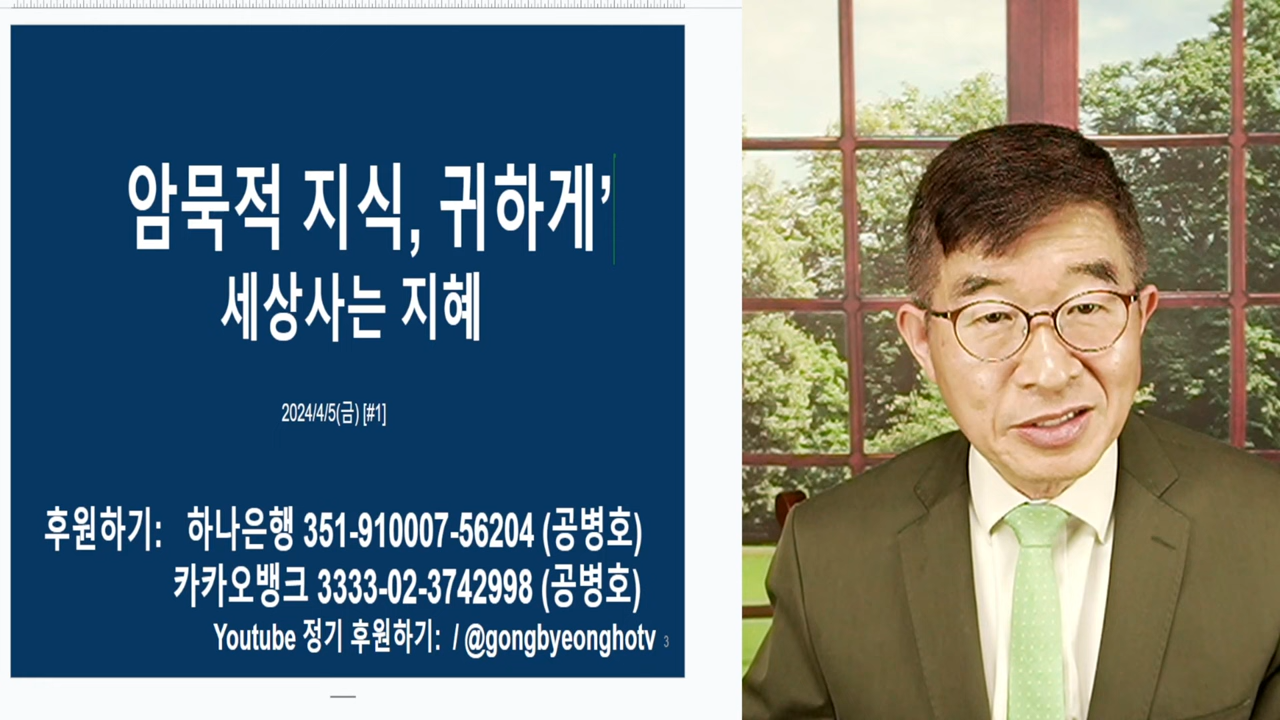 암묵적 지식, 귀하게’
세상사는 지혜
2024/4/5(금) [#1]
후원하기: 하나은행 351-910007-56204 (공병호)
카카오뱅크 3333-02-3742998 (공병호)
Youtube 정기 후원하기: / @gongbyeonghotv
3